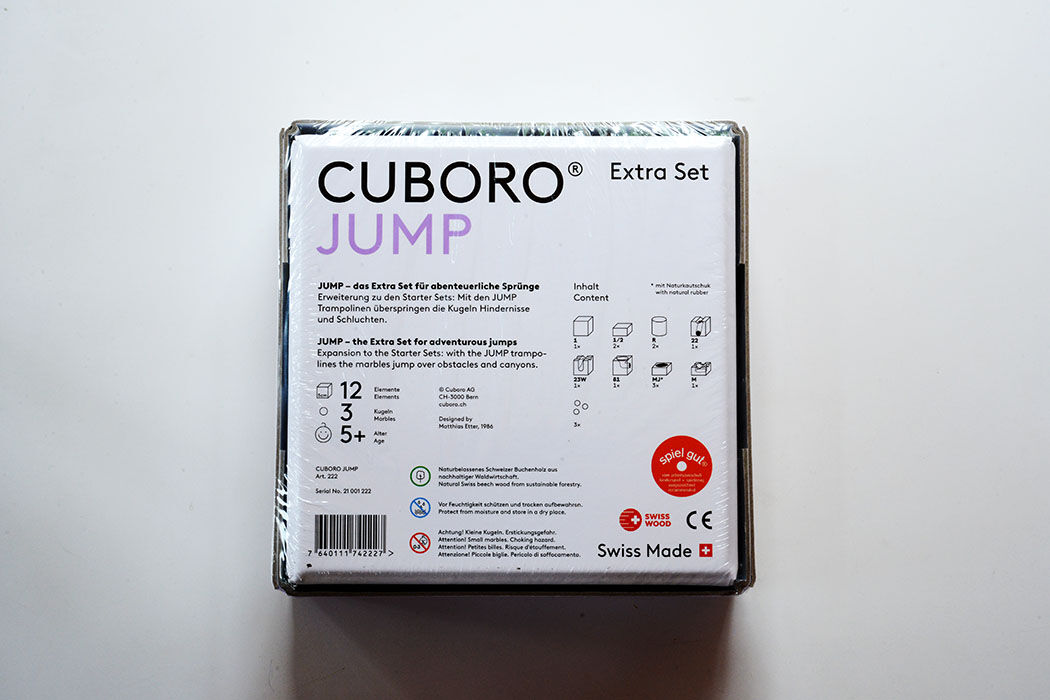 CUBORO®
Extra Set
JUMP
JUMP – das Extra Set für abenteuerliche Sprünge
Erweiterung zu den Starter Sets: Mit den JUMP
Trampolinen überspringen die Kugeln Hindernisse
und Schluchten.
JUMP – the Extra Set for adventurous jumps
Expansion to the Starter Sets: with the JUMP trampo-
lines the marbles jump over obstacles and canyons.
12 Elemente
Elements
3 Kugeln
Marbles
5+ Alter
Age
© Cuboro AG
CH-3000 Bern
cuboro.ch
Designed by
Matthias Etter, 1986
Inhalt
Content
* mit Naturkautschuk
with natural rubber
1
1×
1/2
2×
R
2×
22
1×
23W
1×
81
1×
MJ*
3×
M
1×
3×
CUBORO JUMP
Art. 222
Serial No. 21 001 222
7 640111 742227 >
Naturbelassenes Schweizer Buchenholz aus
nachhaltiger Waldwirtschaft.
Natural Swiss beech wood from sustainable forestry.
Vor Feuchtigkeit schützen und trocken aufbewahren.
Protect from moisture and store in a dry place.
0-3
Achtung! Kleine Kugeln. Erstickungsgefahr.
Attention! Small marbles. Choking hazard.
Attention! Petites billes. Risque d'étouffement.
Attenzione! Piccole biglie. Pericolo di soffocamento.
spiel gut®
SWISS
WOOD
CE
Swiss Made